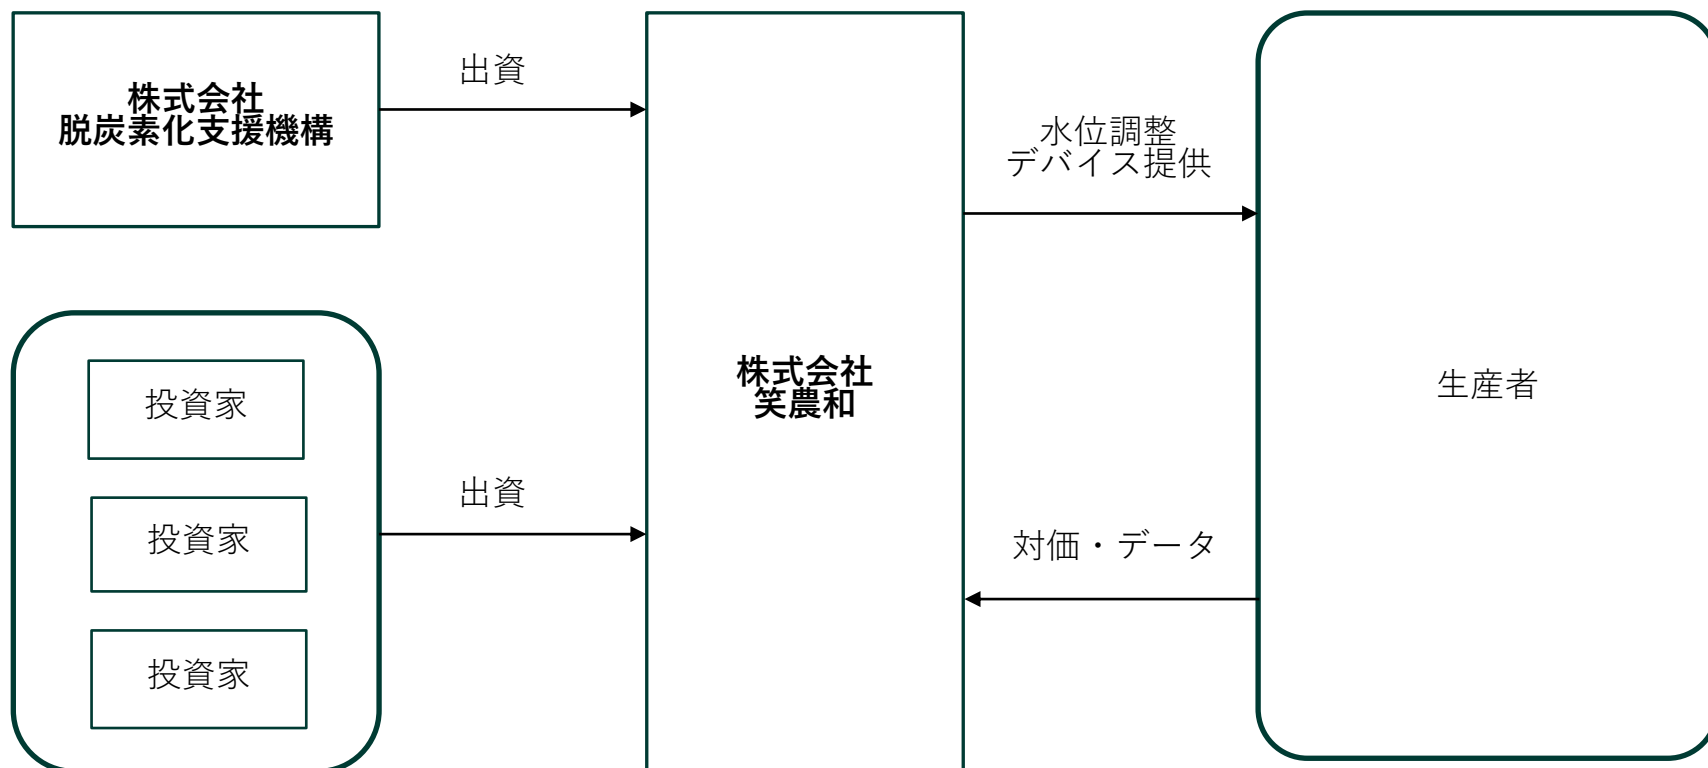 株式会社
脱炭素化支援機構
出資
投資家
投資家
投資家
出資
株式会社
笑農和
水位調整
デバイス提供
対価・データ
生産者